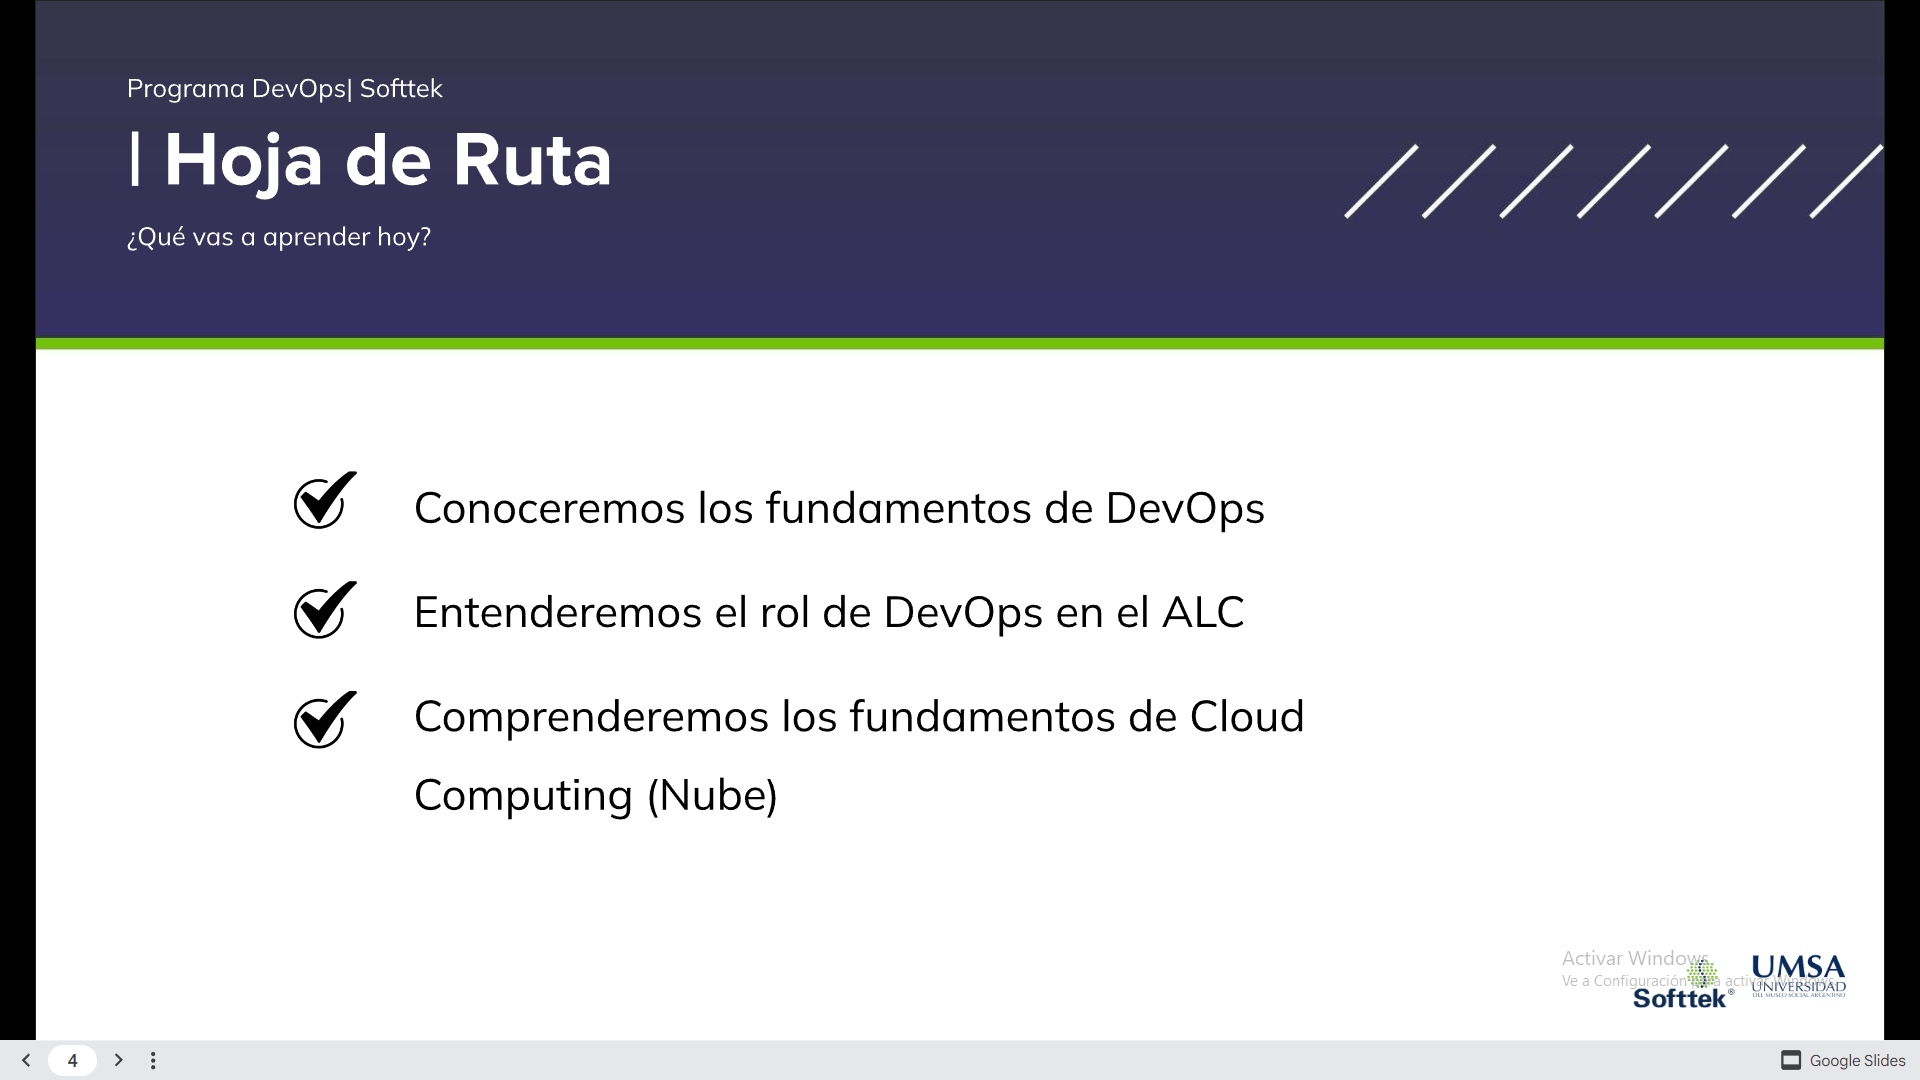 Programa DevOps| Softtek
| Hoja de Ruta
¿Qué vas a aprender hoy?
Conoceremos los fundamentos de DevOps
Entenderemos el rol de DevOps en el ALC
Comprenderemos los fundamentos de Cloud
Computing (Nube)
Activar Windows
Ve a Configuración para activar Windows.
Softtek®
UMSA
UNIVERSIDAD
DEL MUSEO SOCIAL ARGENTINO
4
Google Slides